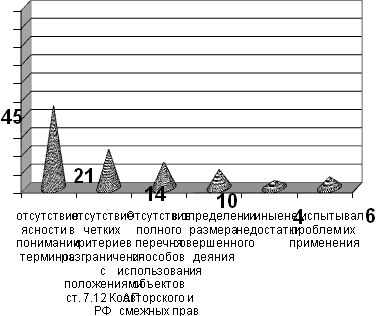 45
21
14
10
4
6
отсутствие
ясности в
понимании
терминов
отсутствие
четких
критериев
разграничения
с
положениями
ст. 7.12 КоАП
РФ
отсутствие
полного
перечня
способов
использования
объектов
авторского и
смежных прав
в определении
размера
совершенного
деяния
иные
недостатки
не испытывал
проблем их
применения